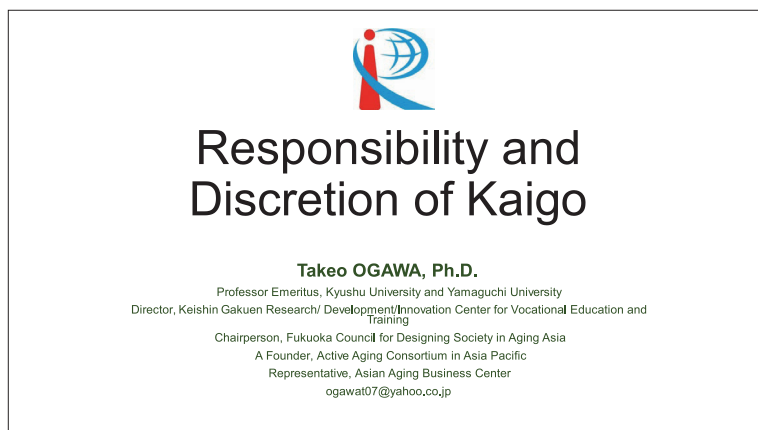 Responsibility and
Discretion of Kaigo
Takeo OGAWA, Ph.D.
Professor Emeritus, Kyushu University and Yamaguchi University
Director, Keishin Gakuen Research/ Development/Innovation Center for Vocational Education and
Training
Chairperson, Fukuoka Council for Designing Society in Aging Asia
A Founder, Active Aging Consortium in Asia Pacific
Representative, Asian Aging Business Center
ogawat07@yahoo.co.jp